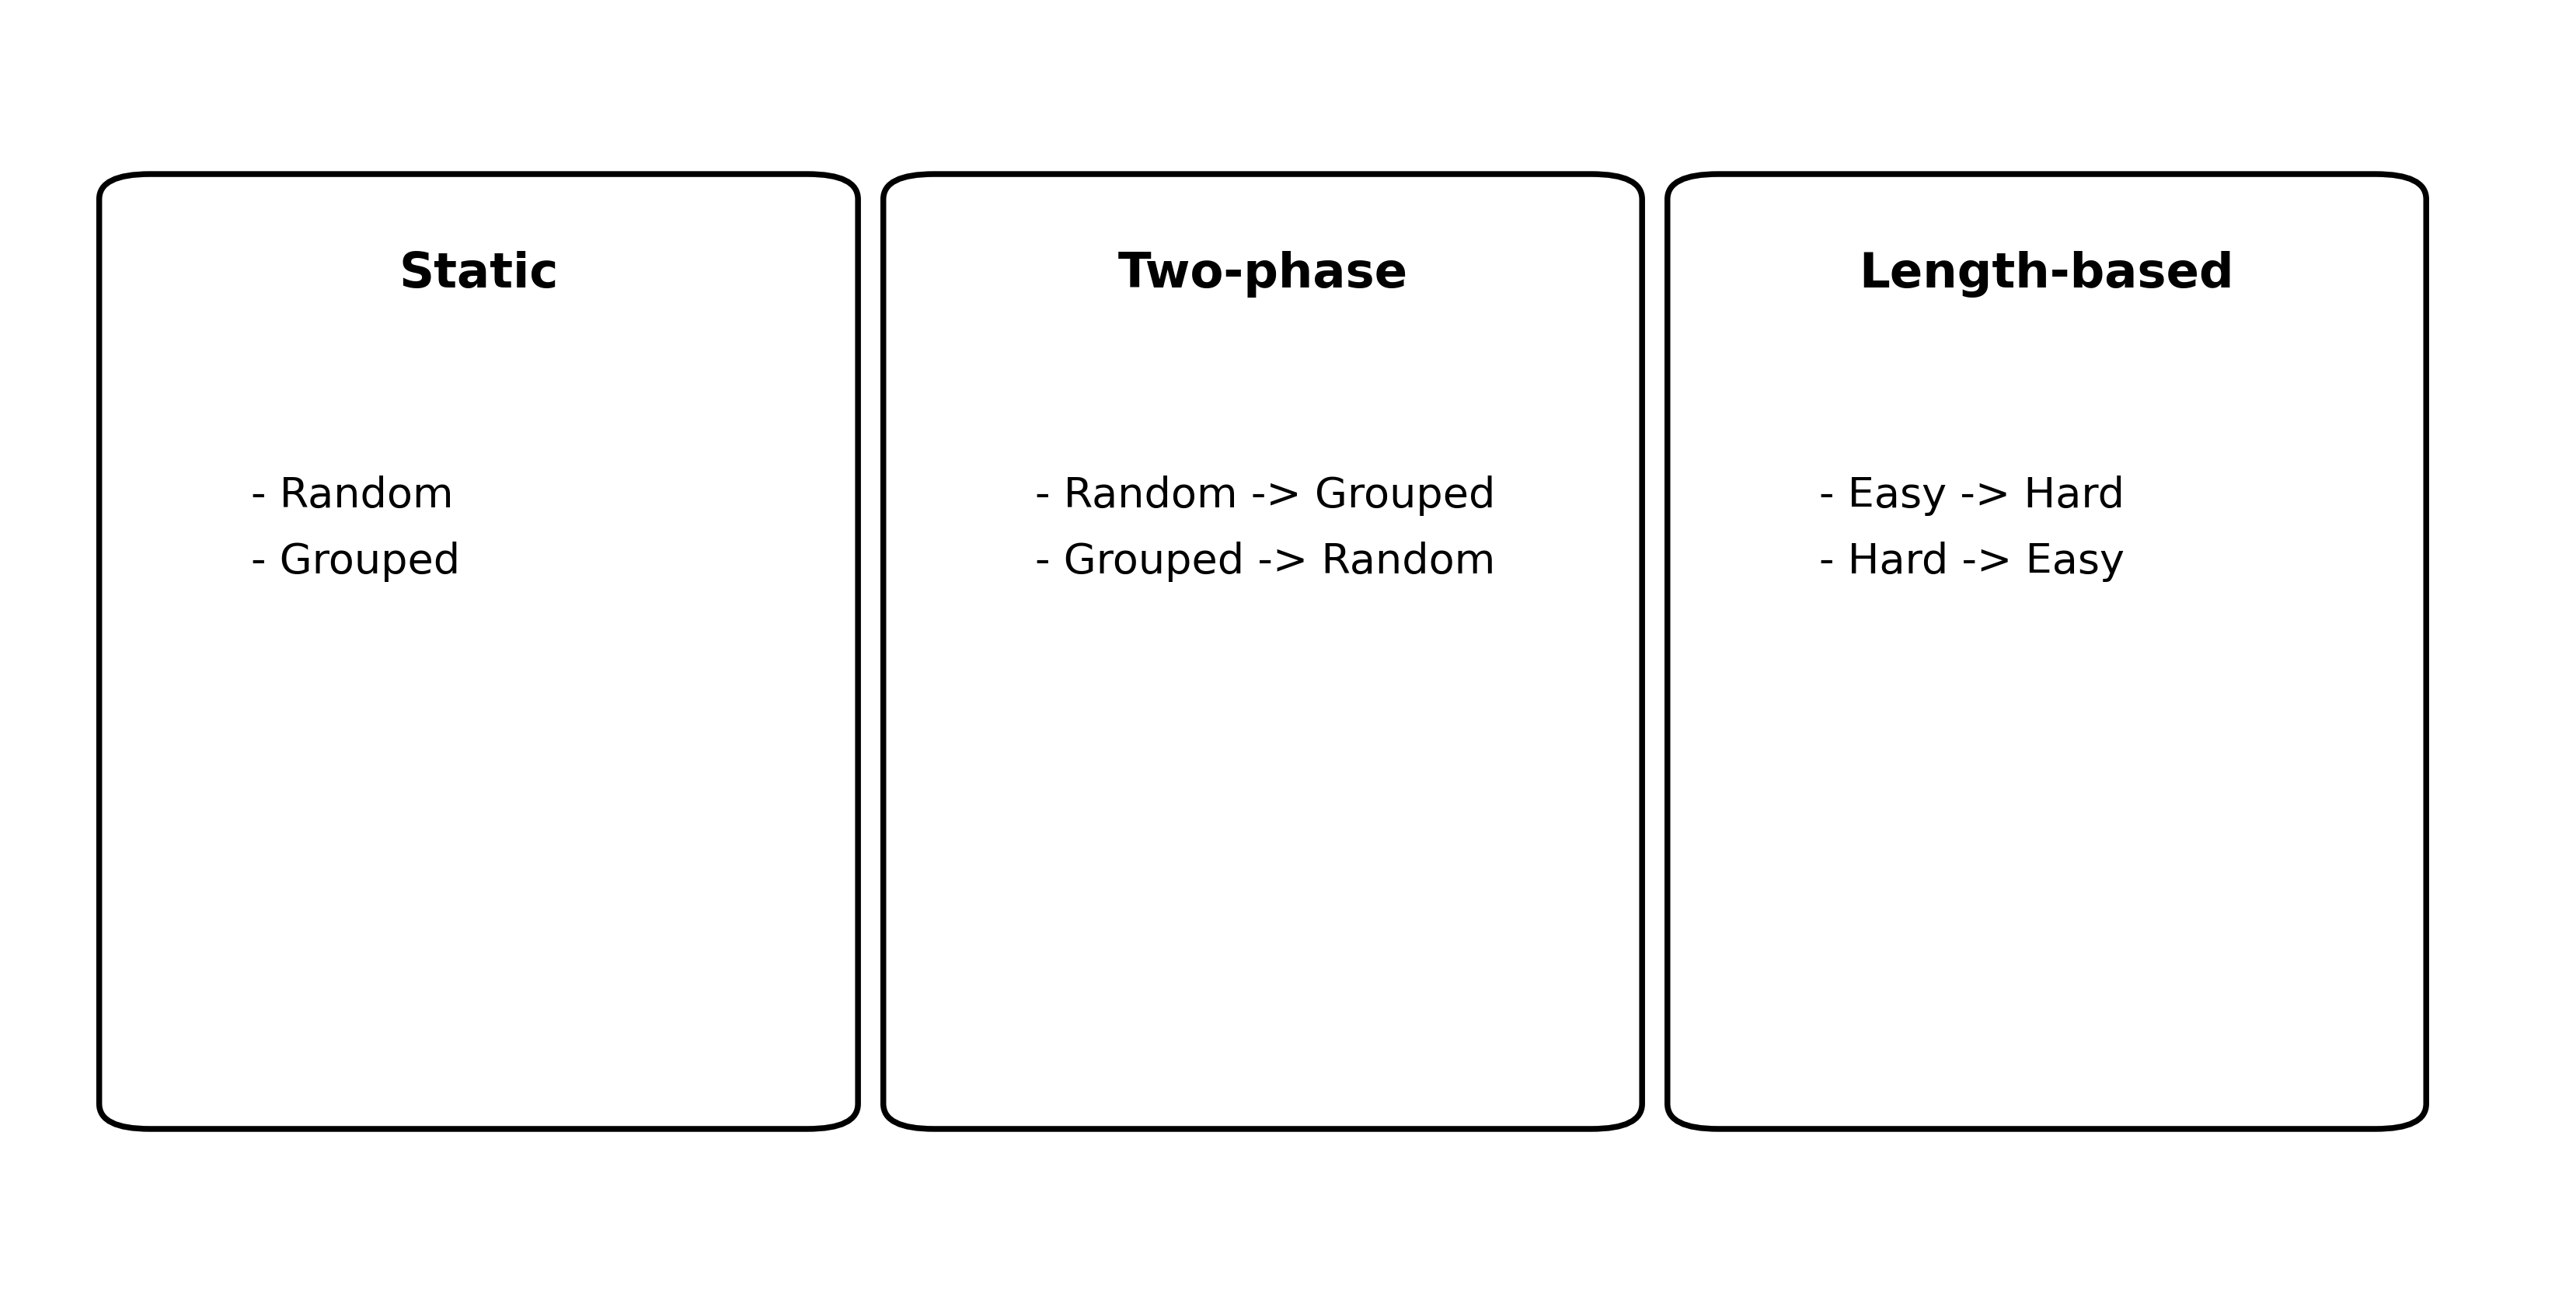 Static
- Random
- Grouped
Two-phase
- Random -> Grouped
- Grouped -> Random
Length-based
- Easy -> Hard
- Hard -> Easy